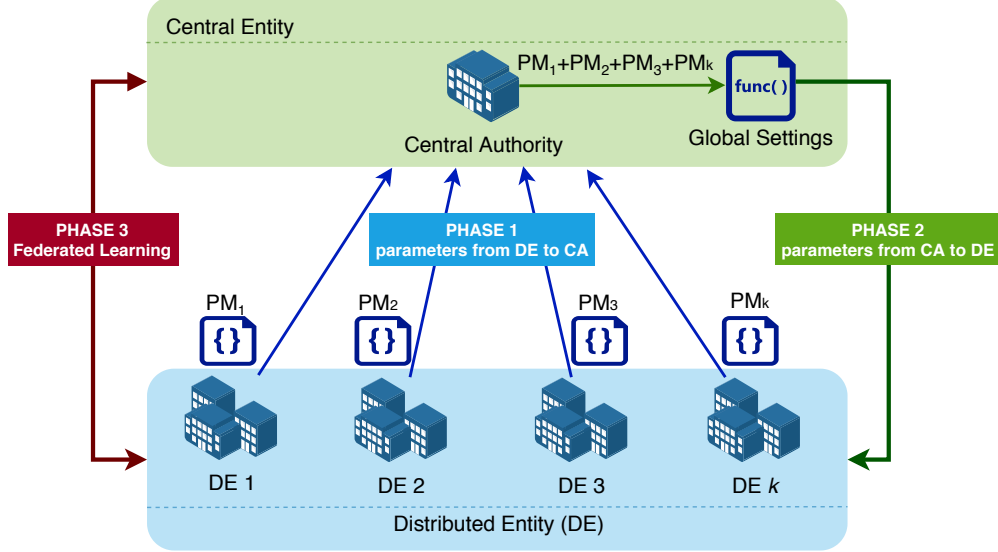 Central Entity
PM₁+PM₂+PM₃+PMₖ
func( )
Central Authority
Global Settings
PHASE 3
Federated Learning
PHASE 1
parameters from DE to CA
PHASE 2
parameters from CA to DE
PM₁
PM₂
PM₃
PMₖ
{}
{}
{}
{}
DE 1
DE 2
DE 3
DE k
Distributed Entity (DE)